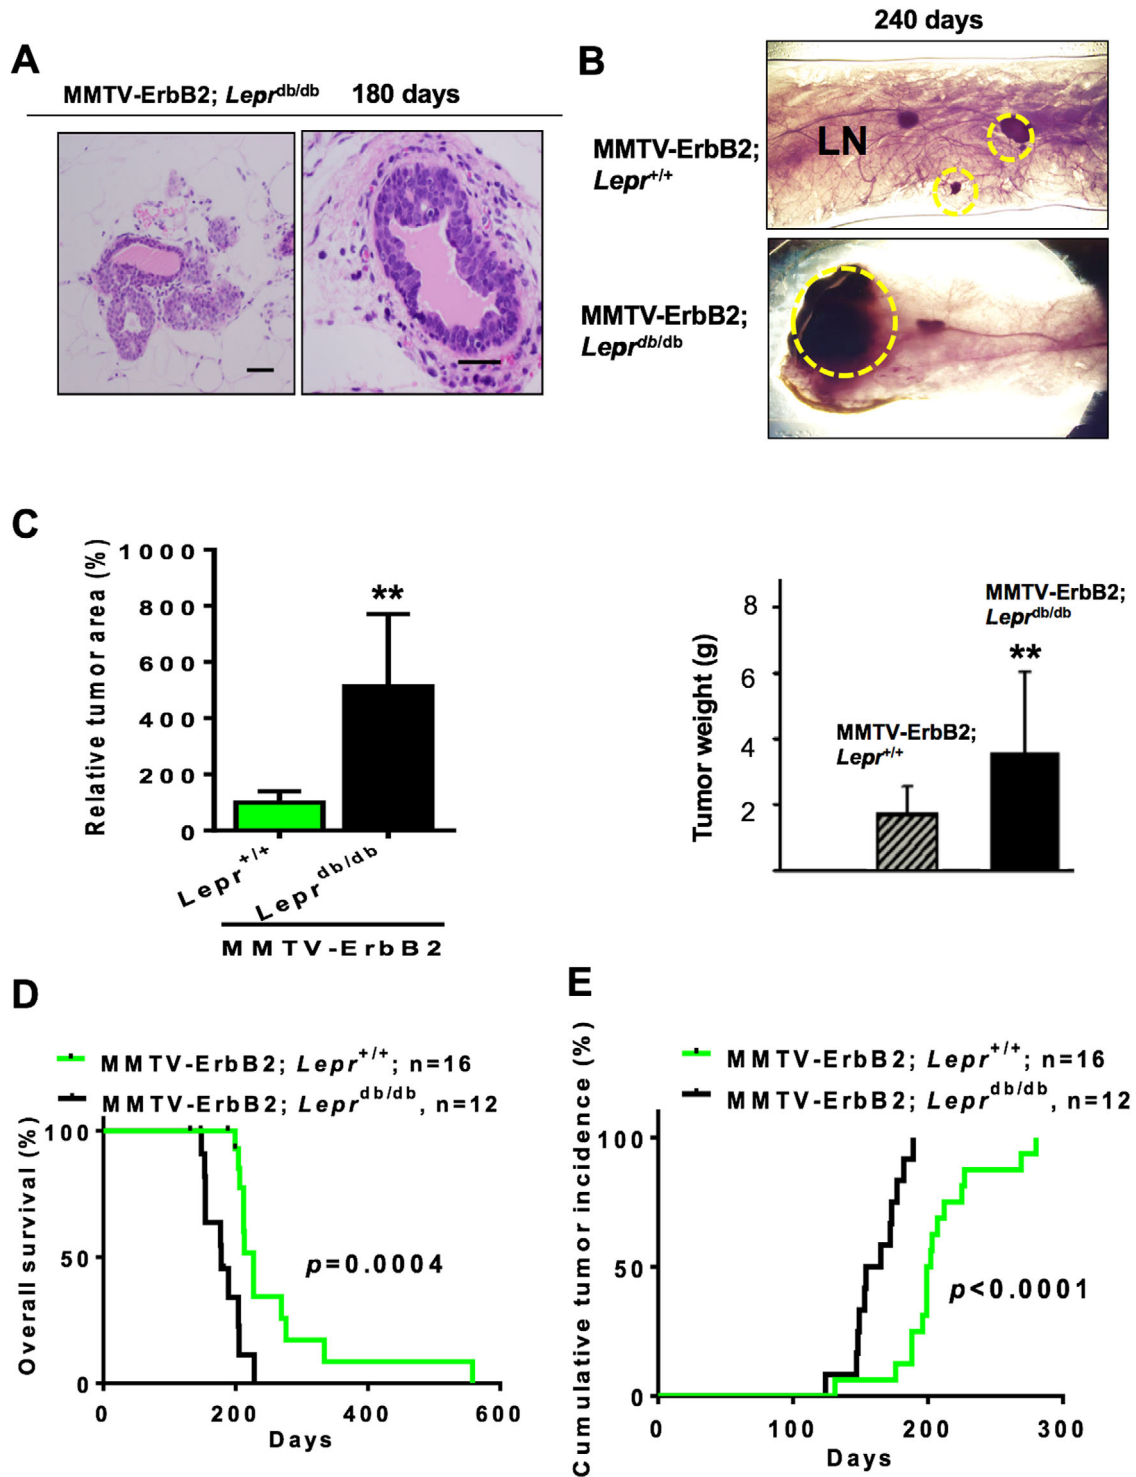 A
MMTV-ErbB2; Lepr^db/db 180 days
B
240 days
MMTV-ErbB2;
Lepr^+/+
LN
MMTV-ErbB2;
Lepr^db/db
C
Relative tumor area (%)
1000
800
600
400
200
0
**
Lepr^+/+
Lepr^db/db
MMTV-ErbB2
Tumor weight (g)
8
6
4
2
MMTV-ErbB2;
Lepr^+/+
MMTV-ErbB2;
Lepr^db/db
**
D
MMTV-ErbB2; Lepr^+/+; n=16
MMTV-ErbB2; Lepr^db/db, n=12
Overall survival (%)
100
50
0
p=0.0004
0 200 400 600
Days
E
MMTV-ErbB2; Lepr^+/+; n=16
MMTV-ErbB2; Lepr^db/db, n=12
Cumulative tumor incidence (%)
100
50
0
p<0.0001
0 100 200 300
Days